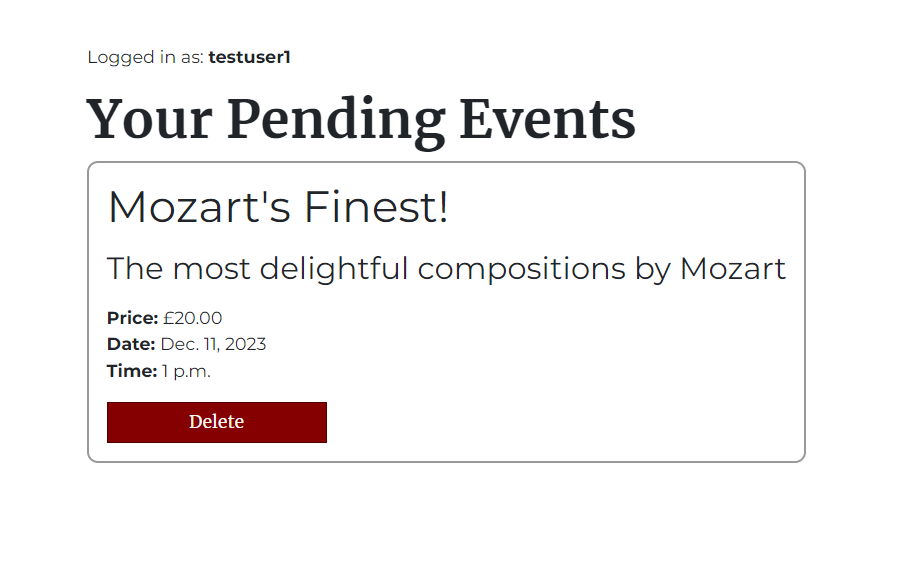 Logged in as: testuser1
Your Pending Events
Mozart's Finest!
The most delightful compositions by Mozart
Price: £20.00
Date: Dec. 11, 2023
Time: 1 p.m.
Delete